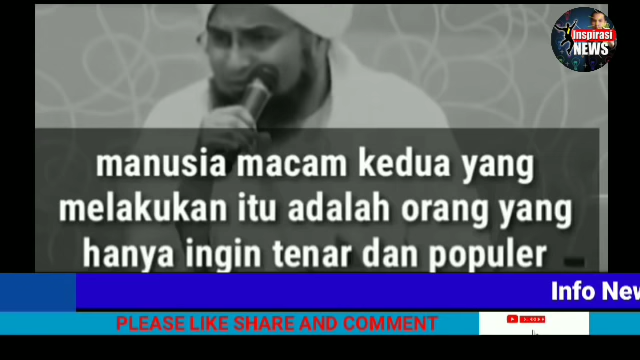 Inspirasi
NEWS
manusia macam kedua yang
melakukan itu adalah orang yang
hanya ingin tenar dan populer
Info New
PLEASE LIKE SHARE AND COMMENT